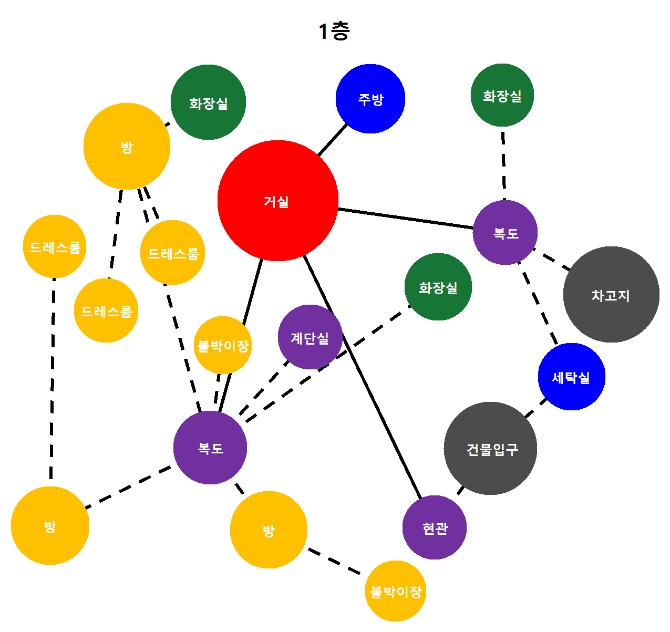 1층
화장실
주방
화장실
방
거실
복도
드레스룸
드레스룸
화장실
차고지
드레스룸
계단실
붙박이장
세탁실
복도
건물입구
방
방
현관
붙박이장